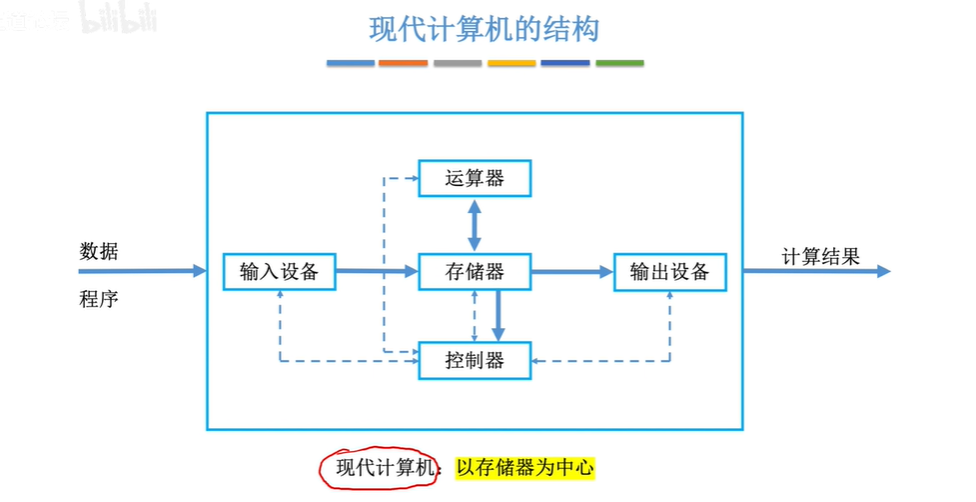 bilibili
现代计算机的结构
运算器
数据
程序
输入设备
存储器
输出设备
计算结果
控制器
现代计算机：以存储器为中心